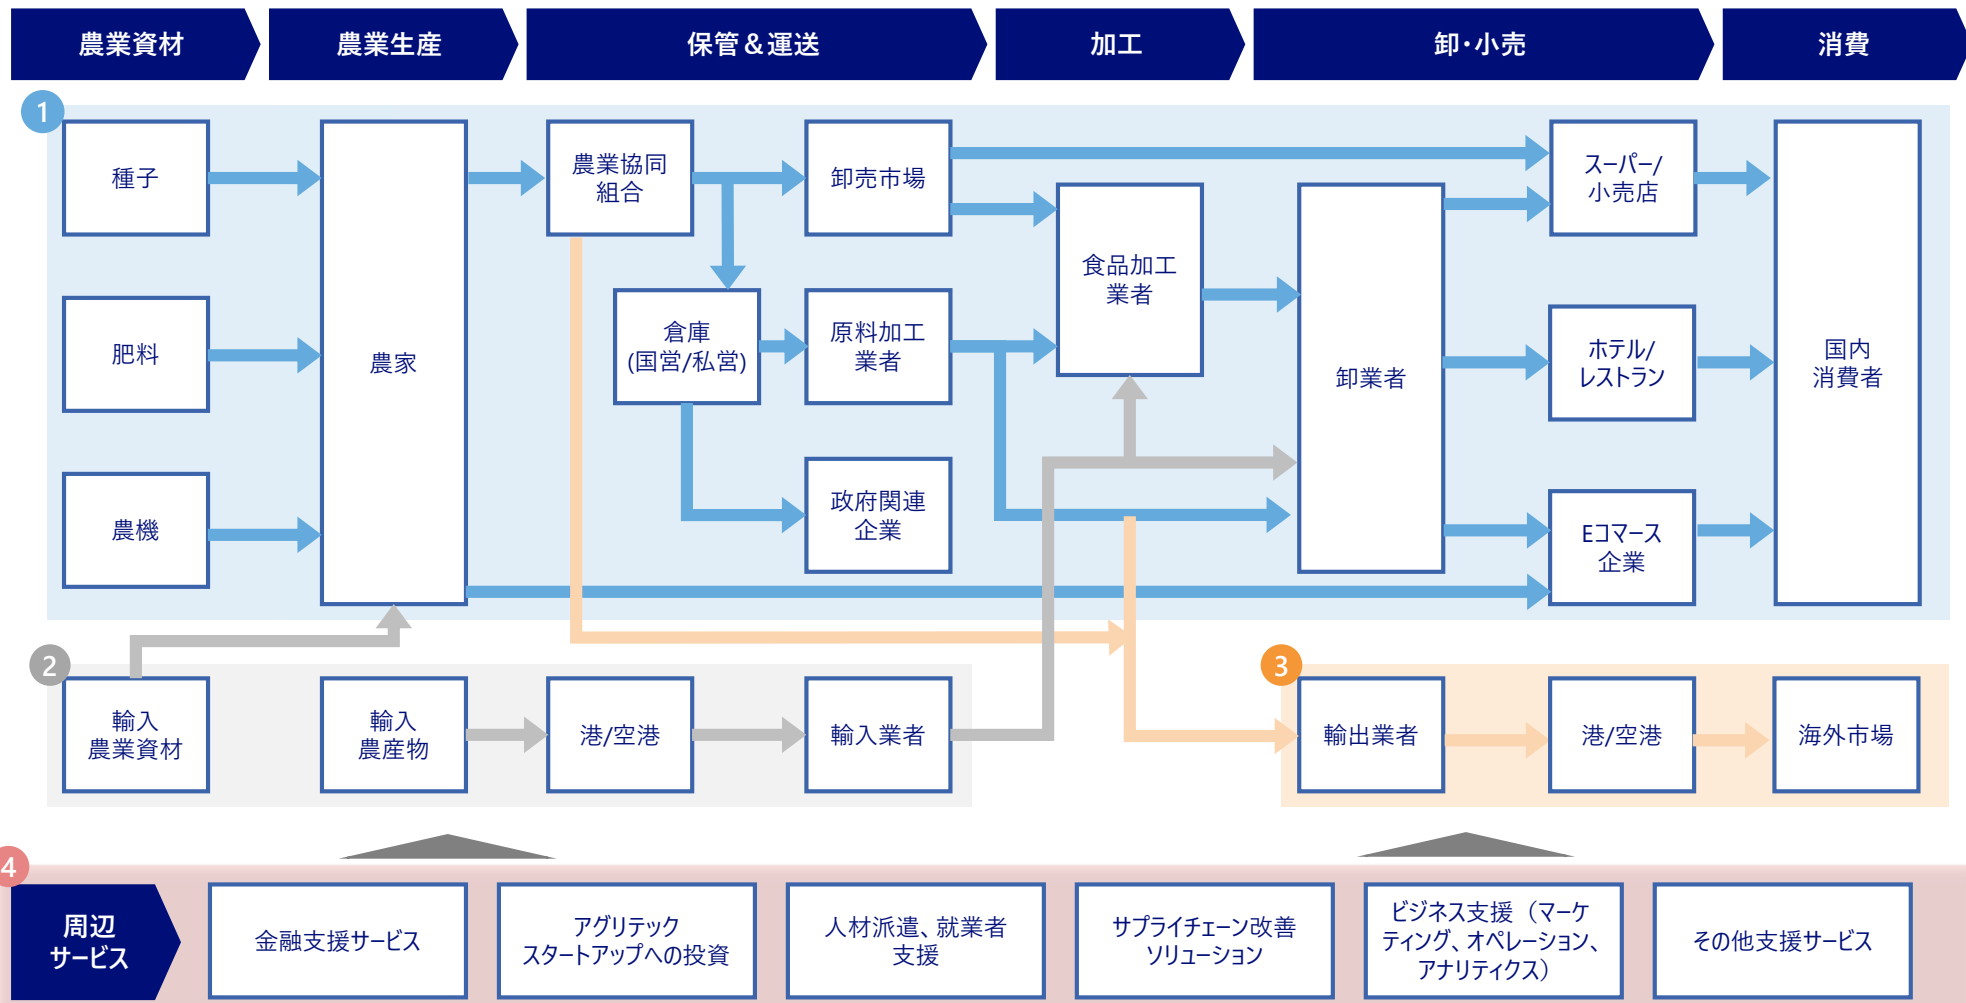 農業資材
農業生産
保管＆運送
加工
卸・小売
消費
1
種子
肥料
農機
農家
農業協同
組合
卸売市場
倉庫
(国営/私営)
原料加工
業者
政府関連
企業
食品加工
業者
卸業者
スーパー/
小売店
ホテル/
レストラン
Eコマース
企業
国内
消費者
2
輸入
農業資材
輸入
農産物
港/空港
輸入業者
3
輸出業者
港/空港
海外市場
4
周辺
サービス
金融支援サービス
アグリテック
スタートアップへの投資
人材派遣、就業者
支援
サプライチェーン改善
ソリューション
ビジネス支援（マーケ
ティング、オペレーション、
アナリティクス）
その他支援サービス